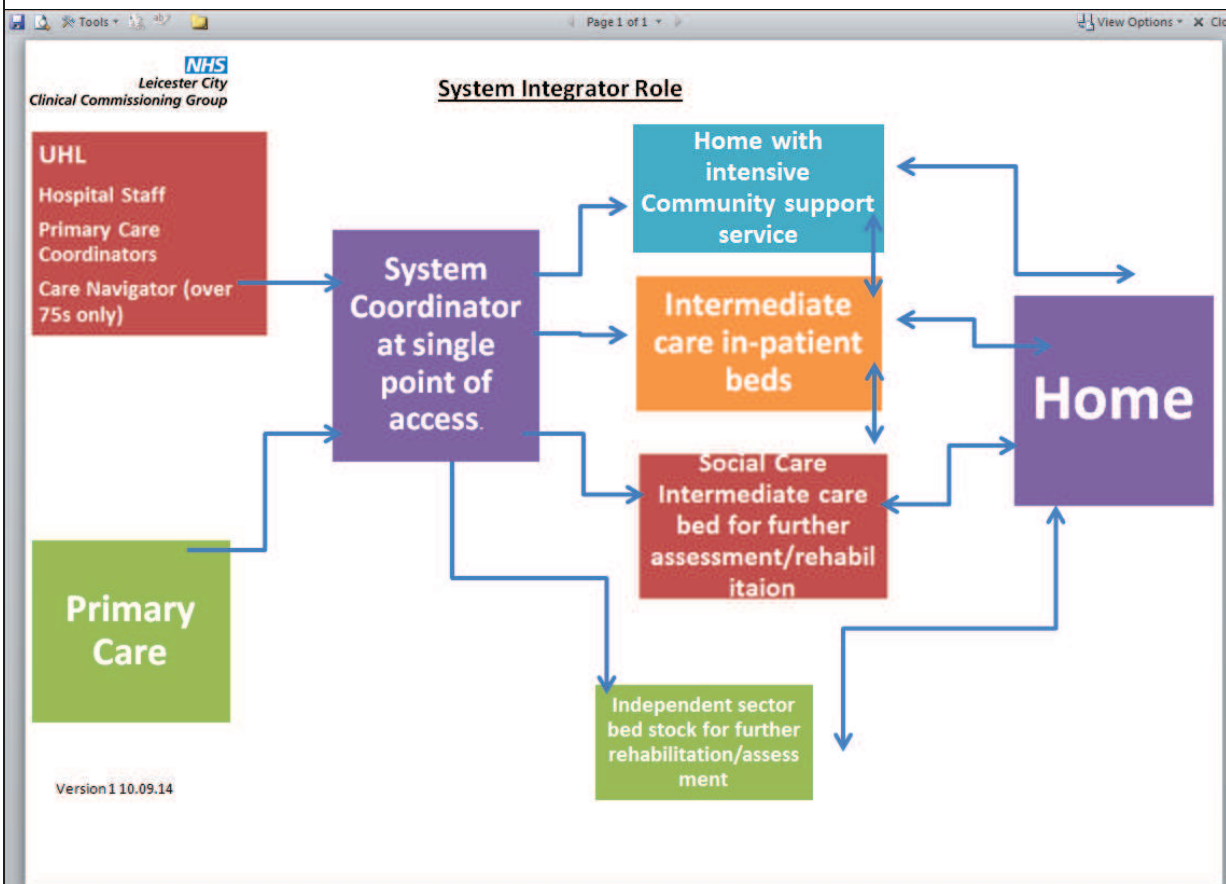 Tools
Page 1 of 1
View Options
Clo
NHS
Leicester City
Clinical Commissioning Group
System Integrator Role
UHL
Hospital Staff
Primary Care
Coordinators
Care Navigator (over
75s only)
System
Coordinator
at single
point of
access.
Home with
intensive
Community support
service
Intermediate
care in-patient
beds
Social Care
Intermediate care
bed for further
assessment/rehabil
itaion
Home
Primary
Care
Independent sector
bed stock for further
rehabilitation/assess
ment
Version 1 10.09.14